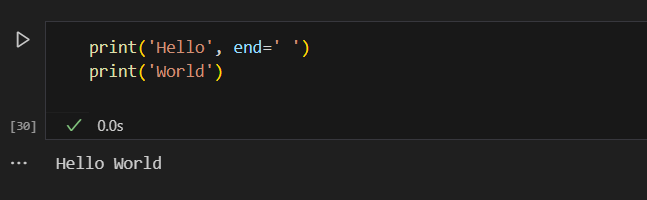 print('Hello', end=' ')
print('World')
[30]
0.0s
Hello World